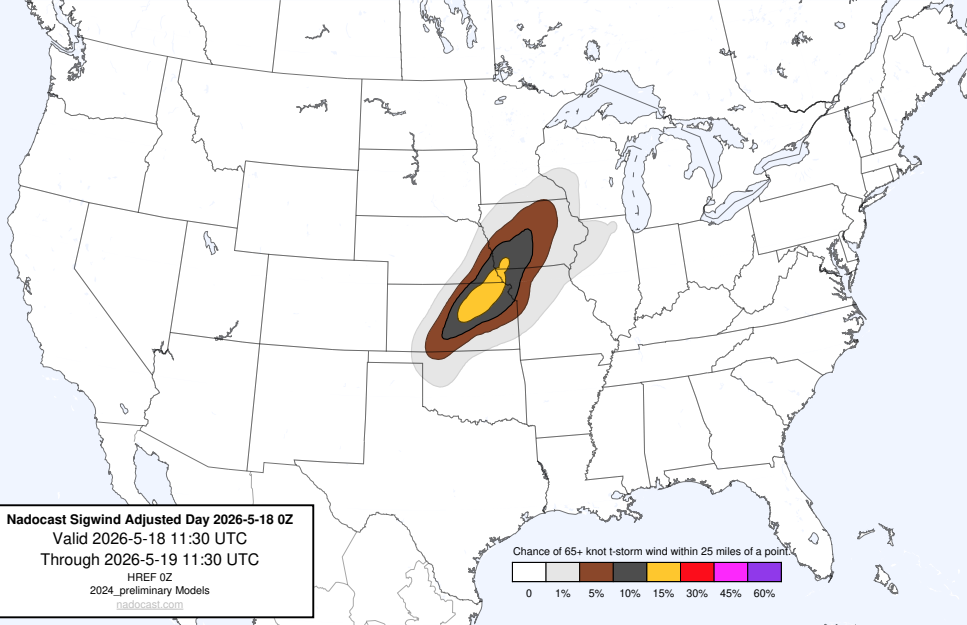 Nadocast Sigwind Adjusted Day 2026-5-18 0Z
Valid 2026-5-18 11:30 UTC
Through 2026-5-19 11:30 UTC
HREF 0Z
2024_preliminary Models
nadocast.com
Chance of 65+ knot t-storm wind within 25 miles of a point.
0 1% 5% 10% 15% 30% 45% 60%